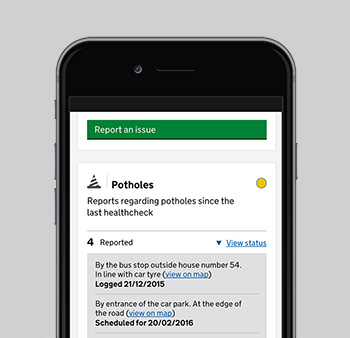 Report an issue
Potholes
Reports regarding potholes since the
last healthcheck
4 Reported
View status
By the bus stop outside house number 54.
In line with car tyre (view on map)
Logged 21/12/2015
By entrance of the car park. At the edge of
the road (view on map)
Scheduled for 20/02/2016